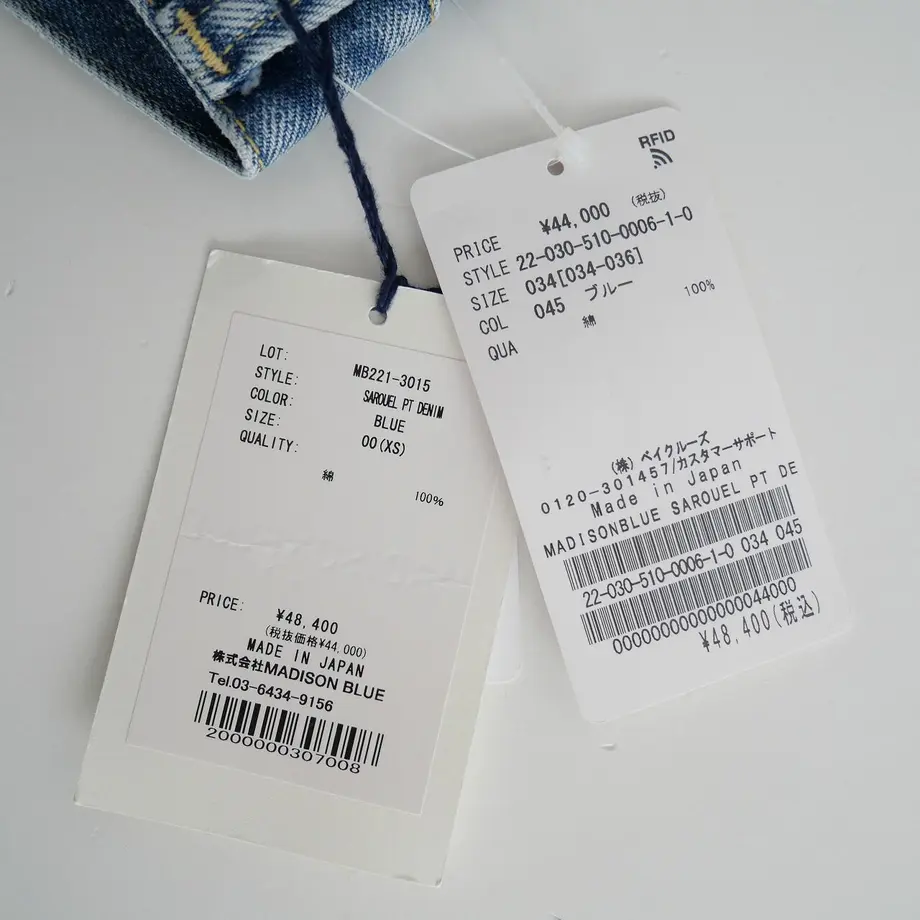 LOT:
STYLE: MB221-3015
COLOR: SAROUEL PT DENIM
SIZE: BLUE
QUALITY: 00(XS)
綿
100%
PRICE: ¥48,400
(税抜価格¥44,000)
MADE IN JAPAN
株式会社MADISON BLUE
Tel.03-6434-9156
2000000307008
RFID
PRICE ¥44,000 (税抜)
STYLE 22-030-510-0006-1-0
SIZE 034[034-036]
COL 045 ブルー
QUA 綿 100%
(株) ベイクルーズ
0120-301457/カスタマーサポート
Made in Japan
MADISONBLUE SAROUEL PT DE
22-030-510-0006-1-0 034 045
0000000000000044000
¥48,400(税込)